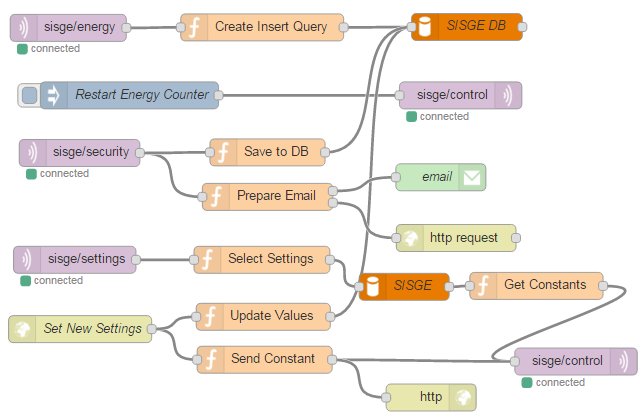 sisge/energy
Create Insert Query
SISGE DB
connected
Restart Energy Counter
sisge/control
connected
sisge/security
Save to DB
connected
email
Prepare Email
http request
sisge/settings
Select Settings
connected
SISGE
Get Constants
Set New Settings
Update Values
Send Constant
sisge/control
connected
http